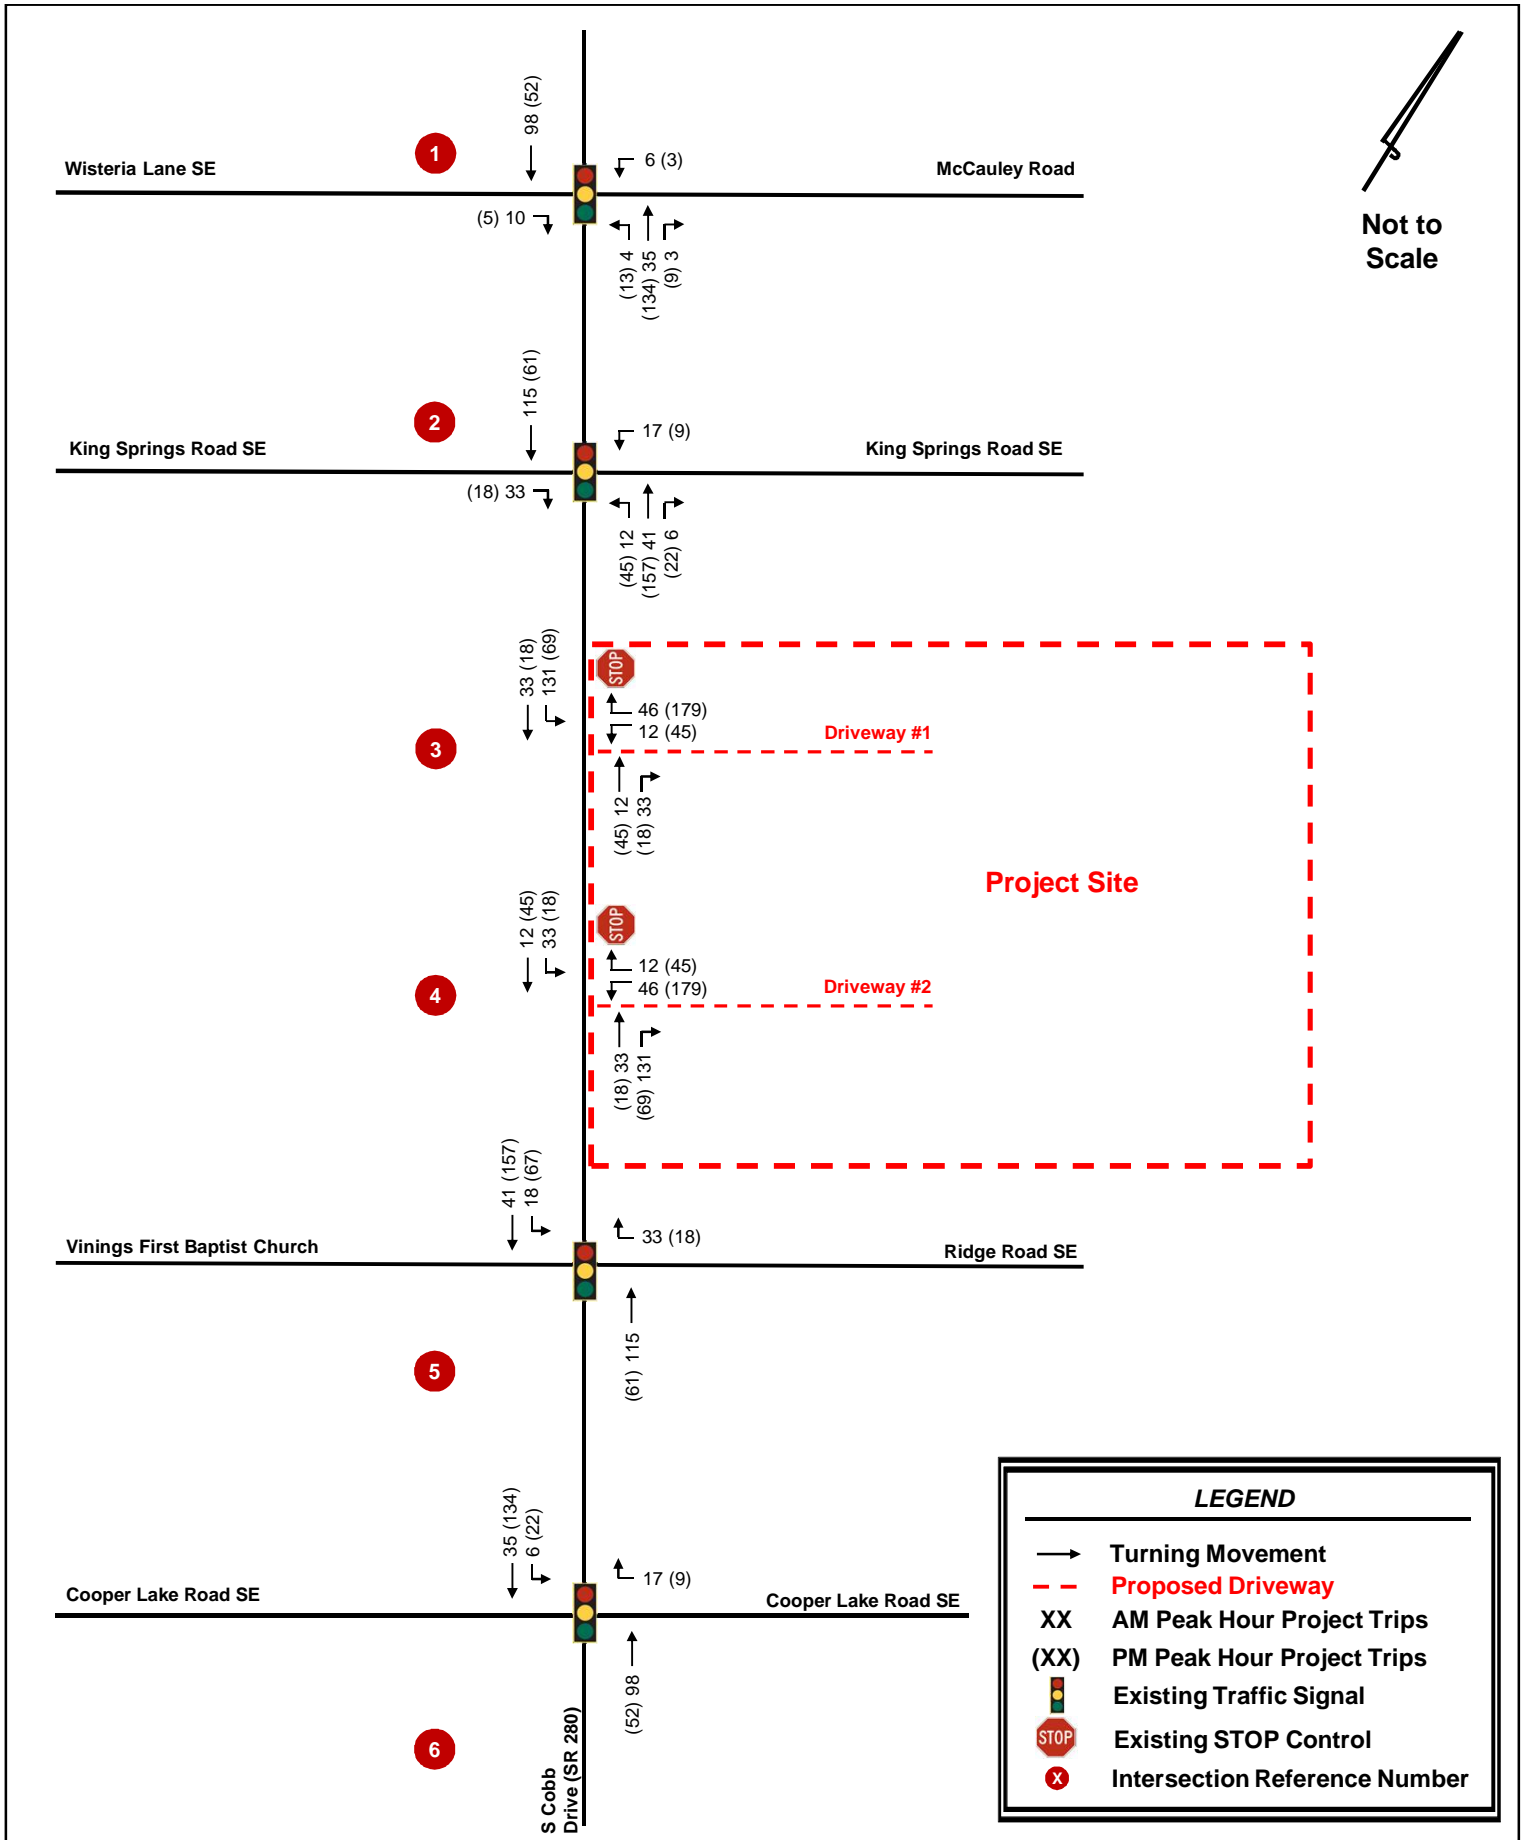 98 (52)
1
Wisteria Lane SE
6 (3)
McCauley Road
(5) 10
(13) 4
(134) 35
(9) 3
Not to
Scale
115 (61)
2
King Springs Road SE
17 (9)
King Springs Road SE
(18) 33
(45) 12
(157) 41
(22) 6
33 (18)
131 (69)
STOP
46 (179)
12 (45)
Driveway #1
3
(45) 12
(18) 33
Project Site
12 (45)
33 (18)
STOP
12 (45)
46 (179)
Driveway #2
4
(18) 33
(69) 131
41 (157)
18 (67)
33 (18)
Vinings First Baptist Church
Ridge Road SE
(61) 115
5
35 (134)
6 (22)
17 (9)
Cooper Lake Road SE
Cooper Lake Road SE
(52) 98
6
S Cobb
Drive (SR 280)
LEGEND
Turning Movement
Proposed Driveway
XX AM Peak Hour Project Trips
(XX) PM Peak Hour Project Trips
Existing Traffic Signal
STOP Existing STOP Control
X Intersection Reference Number